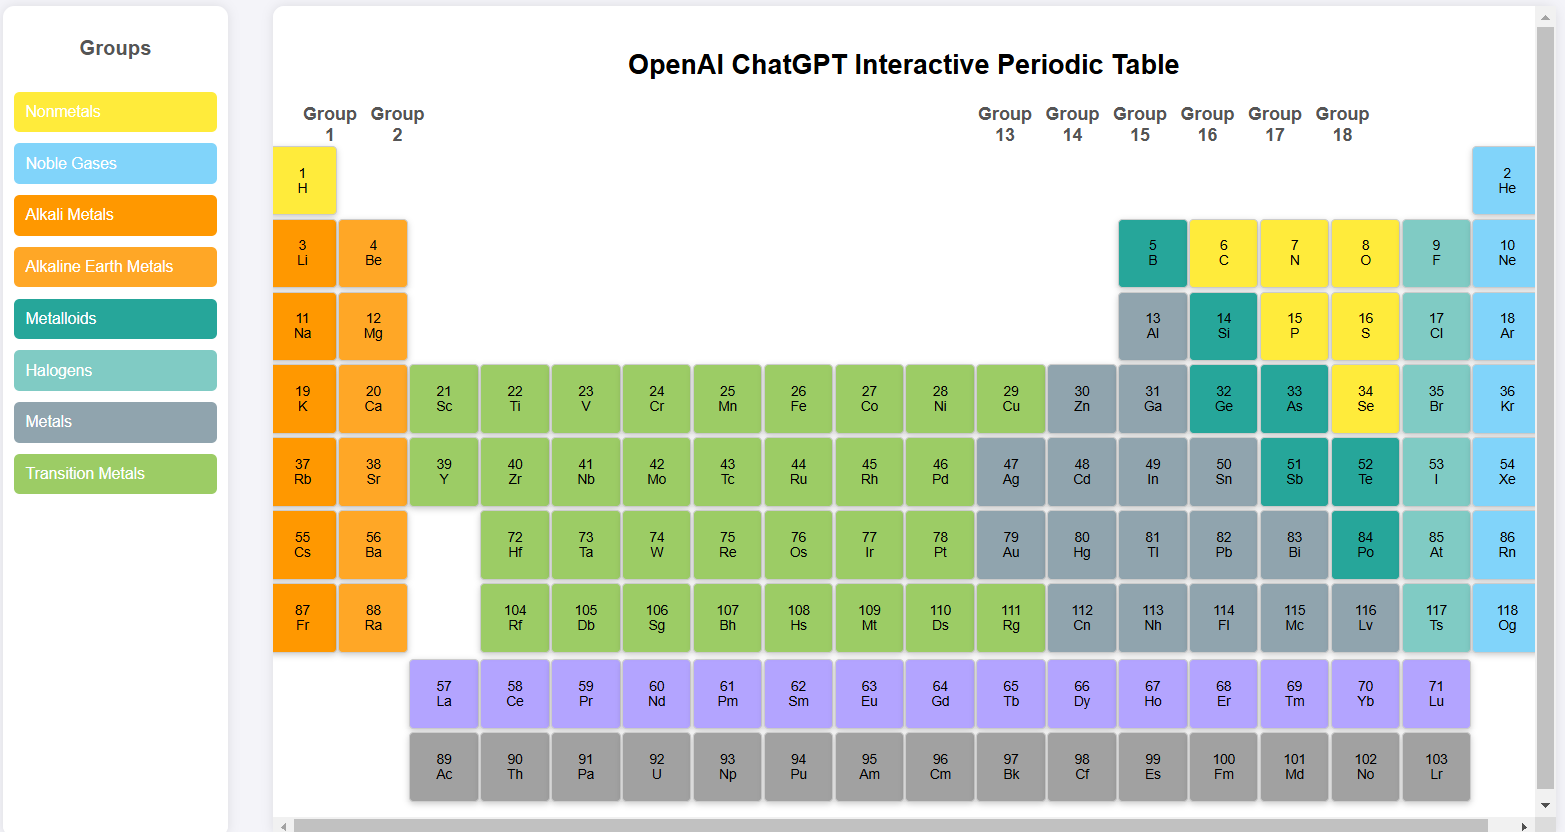 Groups
Nonmetals
Noble Gases
Alkali Metals
Alkaline Earth Metals
Metalloids
Halogens
Metals
Transition Metals
OpenAI ChatGPT Interactive Periodic Table
Group Group Group Group Group Group Group Group
1 2 13 14 15 16 17 18
1 2
H He
3 4 5 6 7 8 9 10
Li Be B C N O F Ne
11 12 13 14 15 16 17 18
Na Mg Al Si P S Cl Ar
19 20 21 22 23 24 25 26 27 28 29 30 31 32 33 34 35 36
K Ca Sc Ti V Cr Mn Fe Co Ni Cu Zn Ga Ge As Se Br Kr
37 38 39 40 41 42 43 44 45 46 47 48 49 50 51 52 53 54
Rb Sr Y Zr Nb Mo Tc Ru Rh Pd Ag Cd In Sn Sb Te I Xe
55 56 72 73 74 75 76 77 78 79 80 81 82 83 84 85 86
Cs Ba Hf Ta W Re Os Ir Pt Au Hg Tl Pb Bi Po At Rn
87 88 104 105 106 107 108 109 110 111 112 113 114 115 116 117 118
Fr Ra Rf Db Sg Bh Hs Mt Ds Rg Cn Nh Fl Mc Lv Ts Og
57 58 59 60 61 62 63 64 65 66 67 68 69 70 71
La Ce Pr Nd Pm Sm Eu Gd Tb Dy Ho Er Tm Yb Lu
89 90 91 92 93 94 95 96 97 98 99 100 101 102 103
Ac Th Pa U Np Pu Am Cm Bk Cf Es Fm Md No Lr